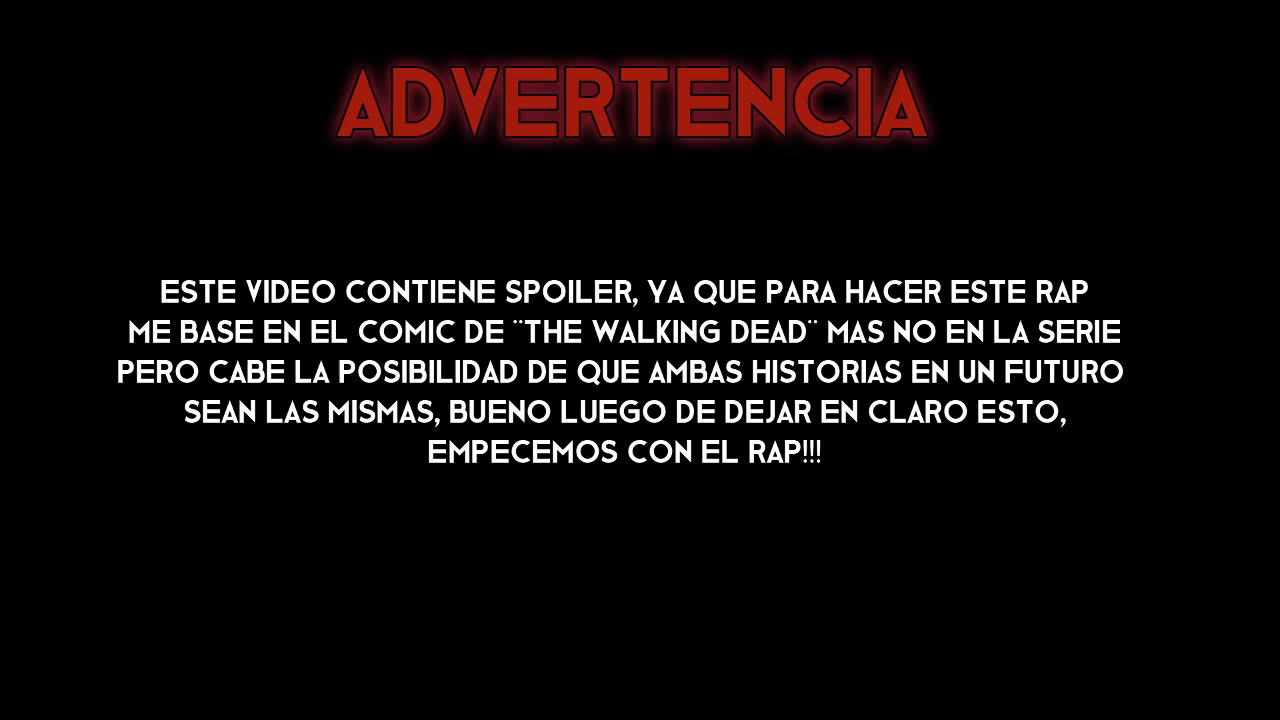 ADVERTENCIA
ESTE VIDEO CONTIENE SPOILER, YA QUE PARA HACER ESTE RAP
ME BASE EN EL COMIC DE ¨THE WALKING DEAD¨ MAS NO EN LA SERIE
PERO CABE LA POSIBILIDAD DE QUE AMBAS HISTORIAS EN UN FUTURO
SEAN LAS MISMAS, BUENO LUEGO DE DEJAR EN CLARO ESTO,
EMPECEMOS CON EL RAP!!!